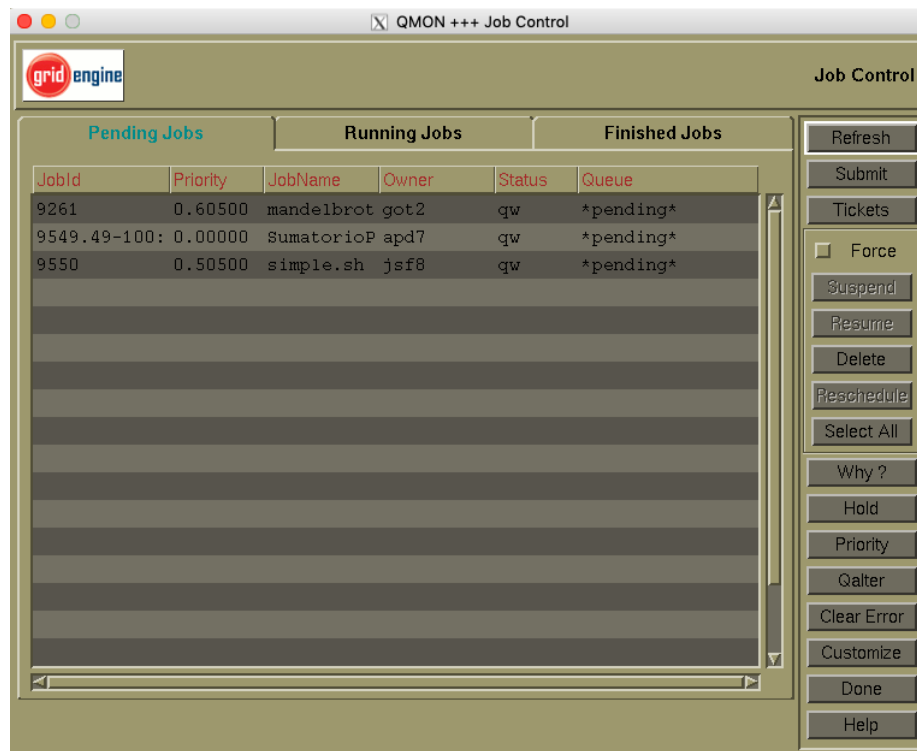 X QMON +++ Job Control
grid engine
Job Control
Pending Jobs Running Jobs Finished Jobs
JobId Priority JobName Owner Status Queue
9261 0.60500 mandelbrot got2 qw *pending*
9549.49-100: 0.00000 SumatorioP apd7 qw *pending*
9550 0.50500 simple.sh jsf8 qw *pending*
Refresh
Submit
Tickets
Force
Suspend
Resume
Delete
Reschedule
Select All
Why ?
Hold
Priority
Qalter
Clear Error
Customize
Done
Help